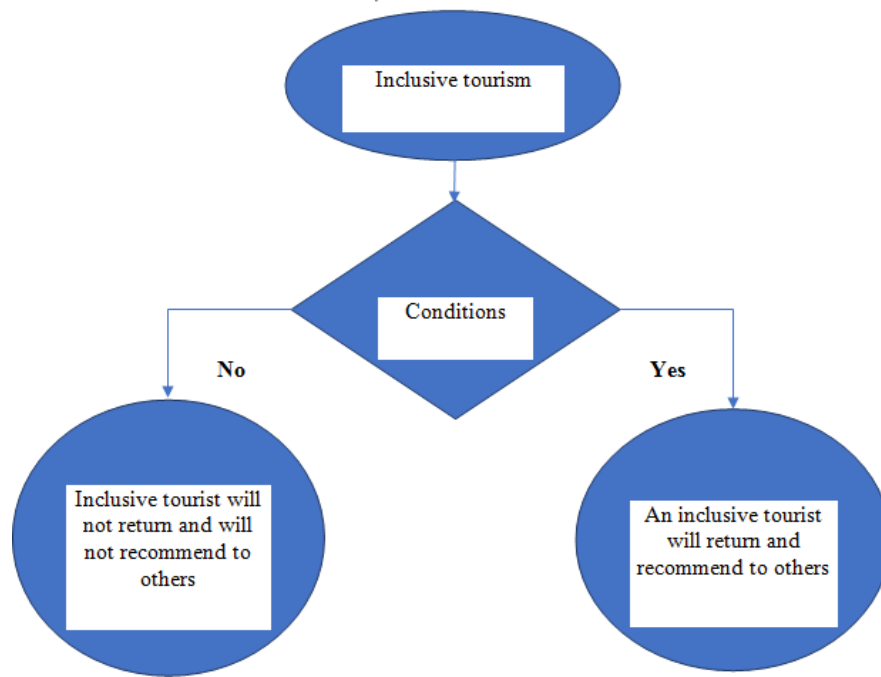 Inclusive tourism
Conditions
No
Yes
Inclusive tourist will
not return and will
not recommend to
others
An inclusive tourist
will return and
recommend to others